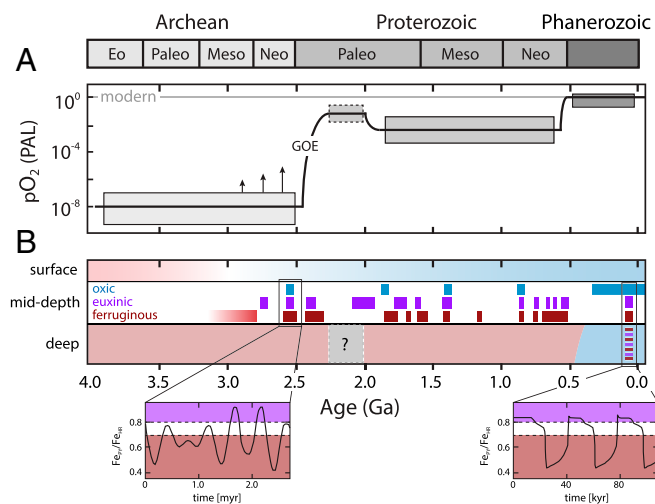 Archean Proterozoic Phanerozoic
A
Eo Paleo Meso Neo Paleo Meso Neo
pO2 (PAL)
10^0
10^-4
10^-8
modern
GOE
B
surface
oxic
mid-depth euxinic
ferruginous
deep ?
4.0 3.5 3.0 2.5 2.0 1.5 1.0 0.5 0.0
Age (Ga)
FePY/FeHR
0.8
0.6
0.4
0 1.0 2.0
time [myr]
FePY/FeHR
0.8
0.6
0.4
0 40 80
time [kyr]